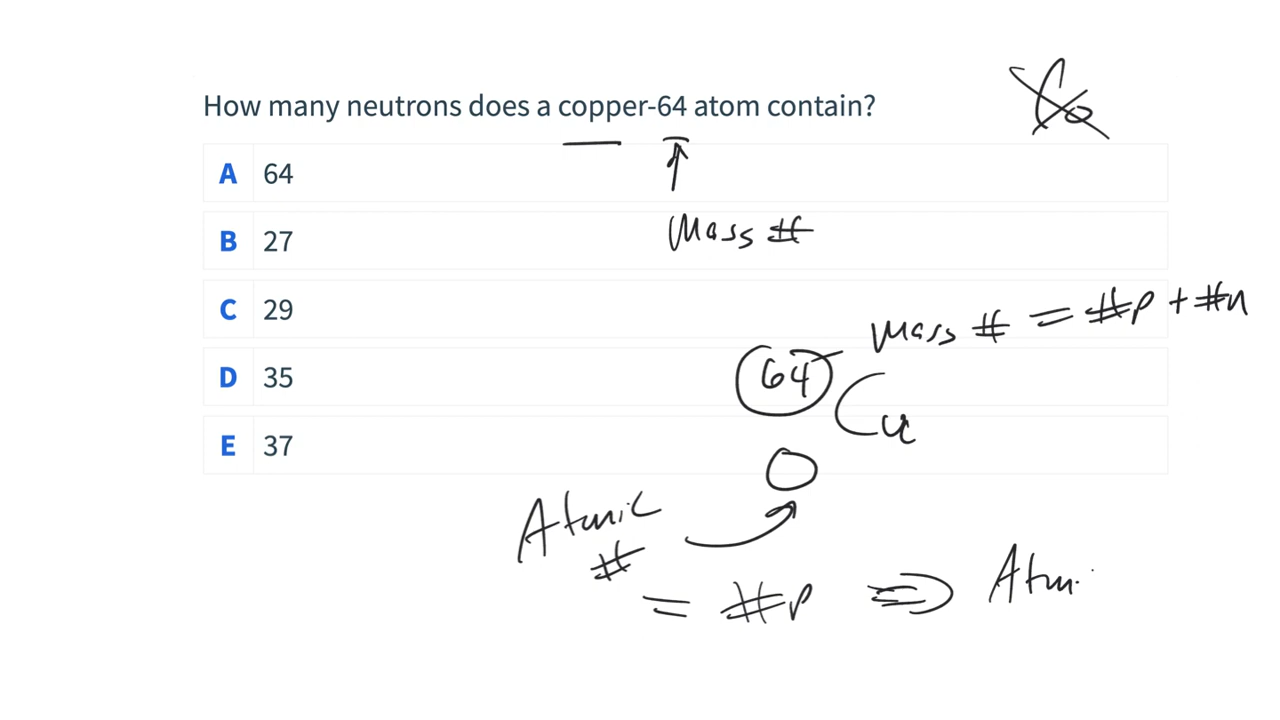 How many neutrons does a copper-64 atom contain?
Co
A 64
B 27
C 29
D 35
E 37
Mass #
Mass # = #p + #n
64
Cu
Atomic
#
= #p ⇒ Atm